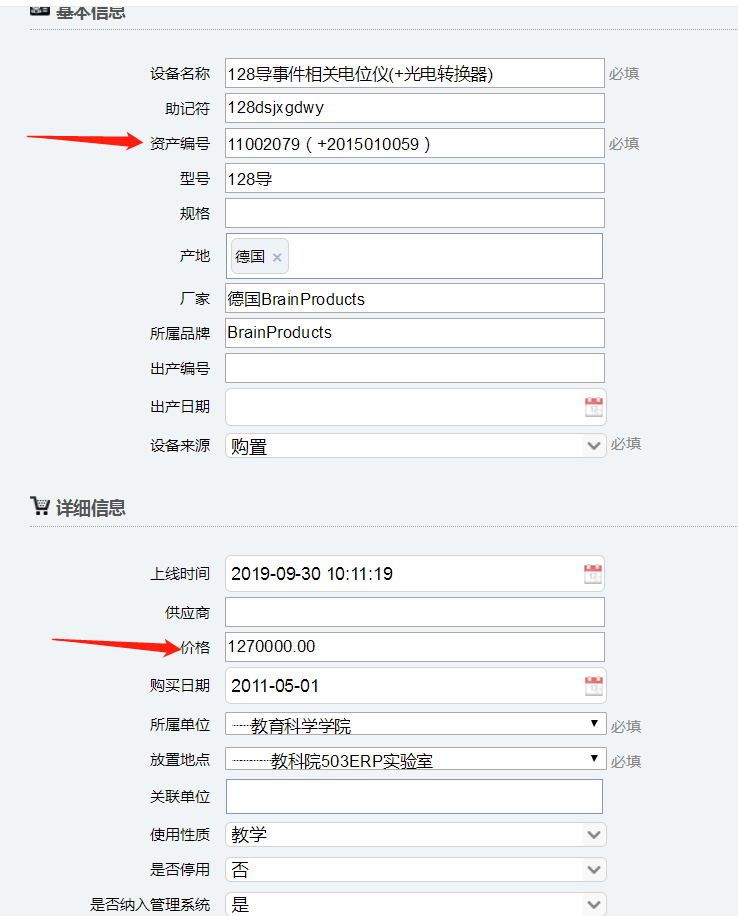 基本信息
设备名称 128导事件相关电位仪(+光电转换器) 必填
助记符 128dsjxgdwy
资产编号 11002079（+2015010059） 必填
型号 128导
规格
产地 德国 ×
厂家 德国BrainProducts
所属品牌 BrainProducts
出产编号
出产日期
设备来源 购置 必填
详细信息
上线时间 2019-09-30 10:11:19
供应商
价格 1270000.00
购买日期 2011-05-01
所属单位 ┈┈教育科学学院 必填
放置地点 ┈┈┈┈教科院503ERP实验室 必填
关联单位
使用性质 教学
是否停用 否
是否纳入管理系统 是